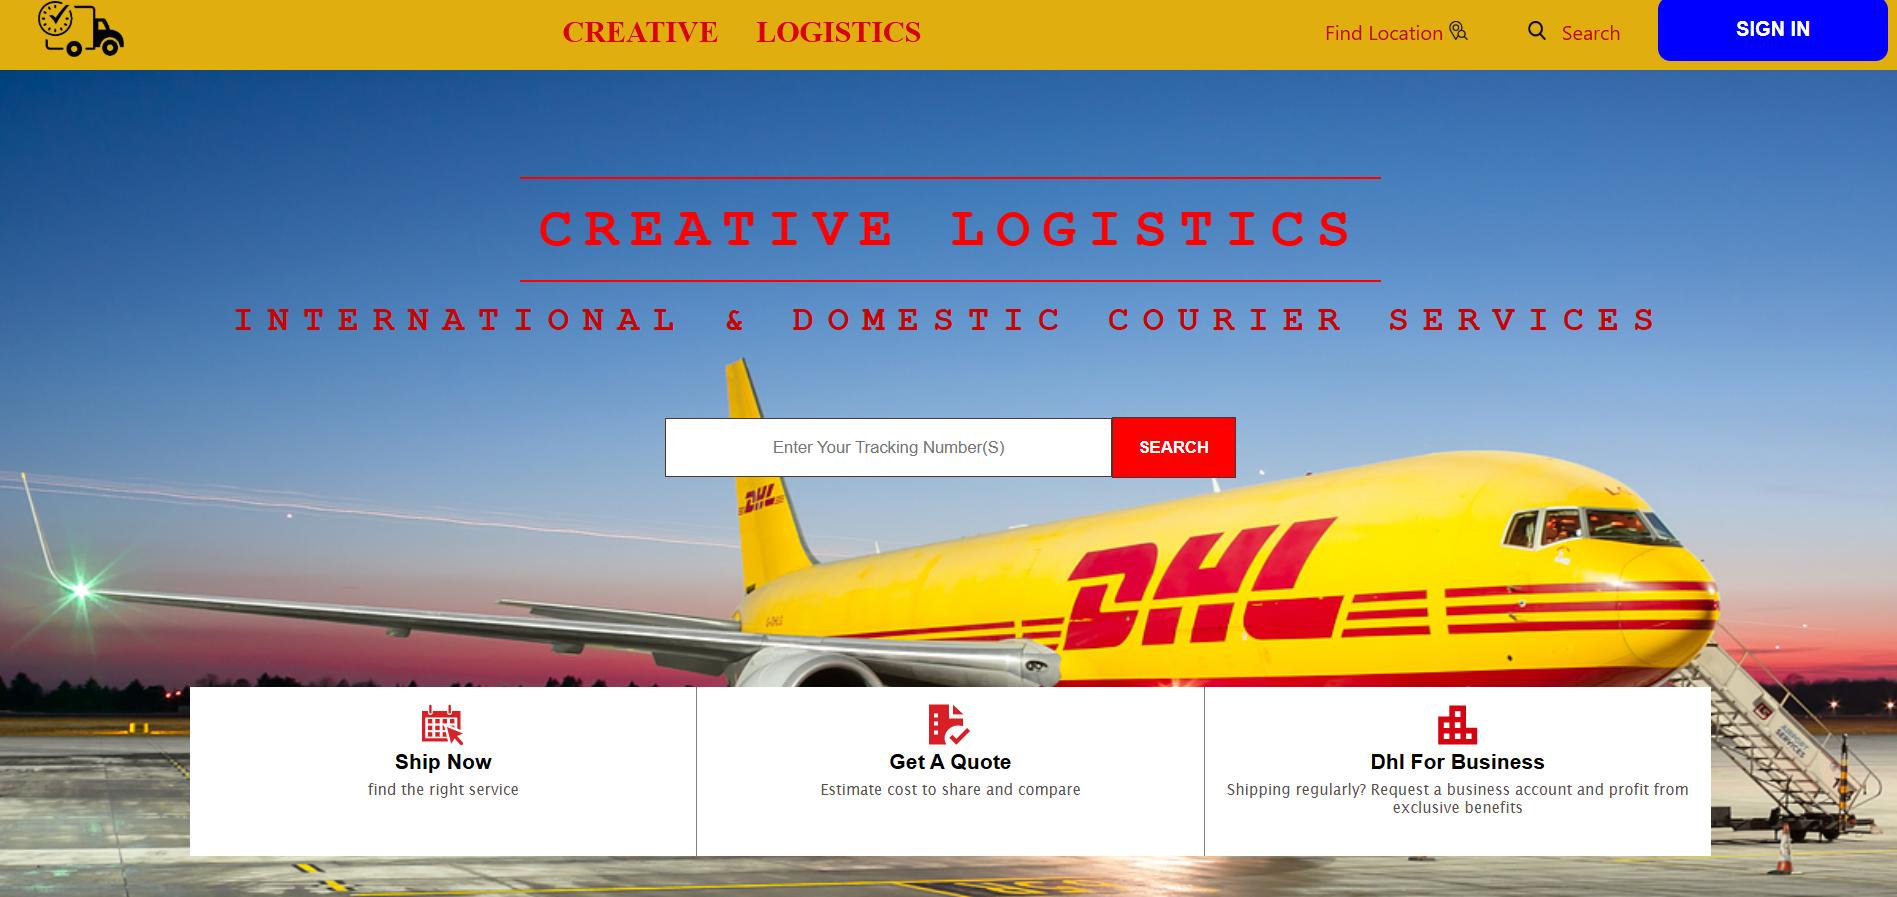 CREATIVE LOGISTICS
Find Location
Search
SIGN IN
CREATIVE LOGISTICS
INTERNATIONAL & DOMESTIC COURIER SERVICES
Enter Your Tracking Number(S)
SEARCH
DHL
DHL
Ship Now
find the right service
Get A Quote
Estimate cost to share and compare
Dhl For Business
Shipping regularly? Request a business account and profit from
exclusive benefits
AIRPORT
SERVICES